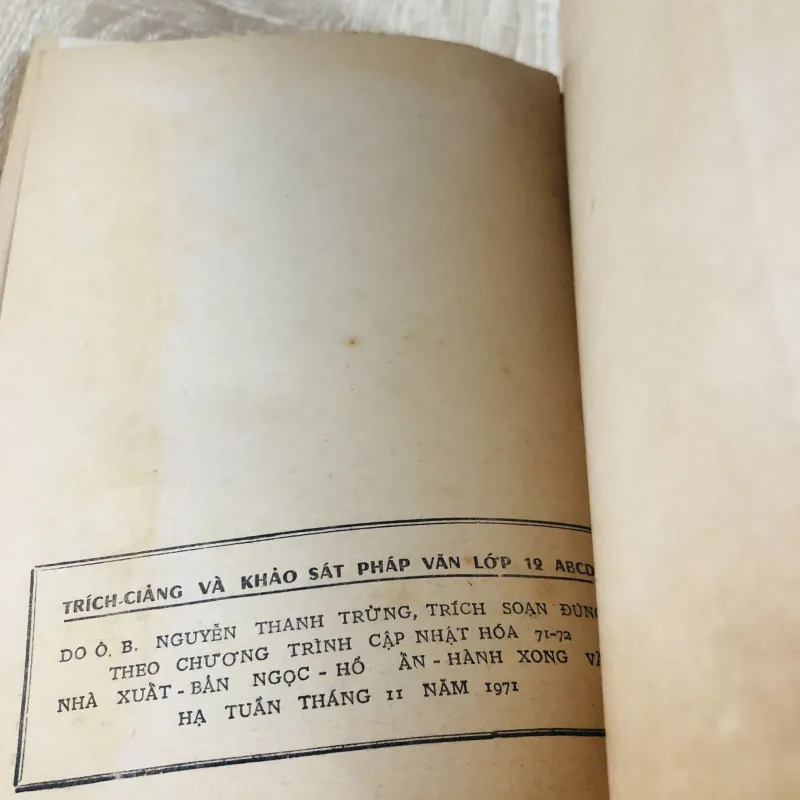 TRÍCH-GIẢNG VÀ KHẢO SÁT PHÁP VĂN LỚP 12 ABCD
DO Ô. B. NGUYỄN THANH TRỪNG, TRÍCH SOẠN ĐÚNG
THEO CHƯƠNG TRÌNH CẬP NHẬT HÓA 71-72
NHÀ XUẤT-BẢN NGỌC-HỒ ẤN-HÀNH XONG VÀ
HẠ TUẦN THÁNG 11 NĂM 1971